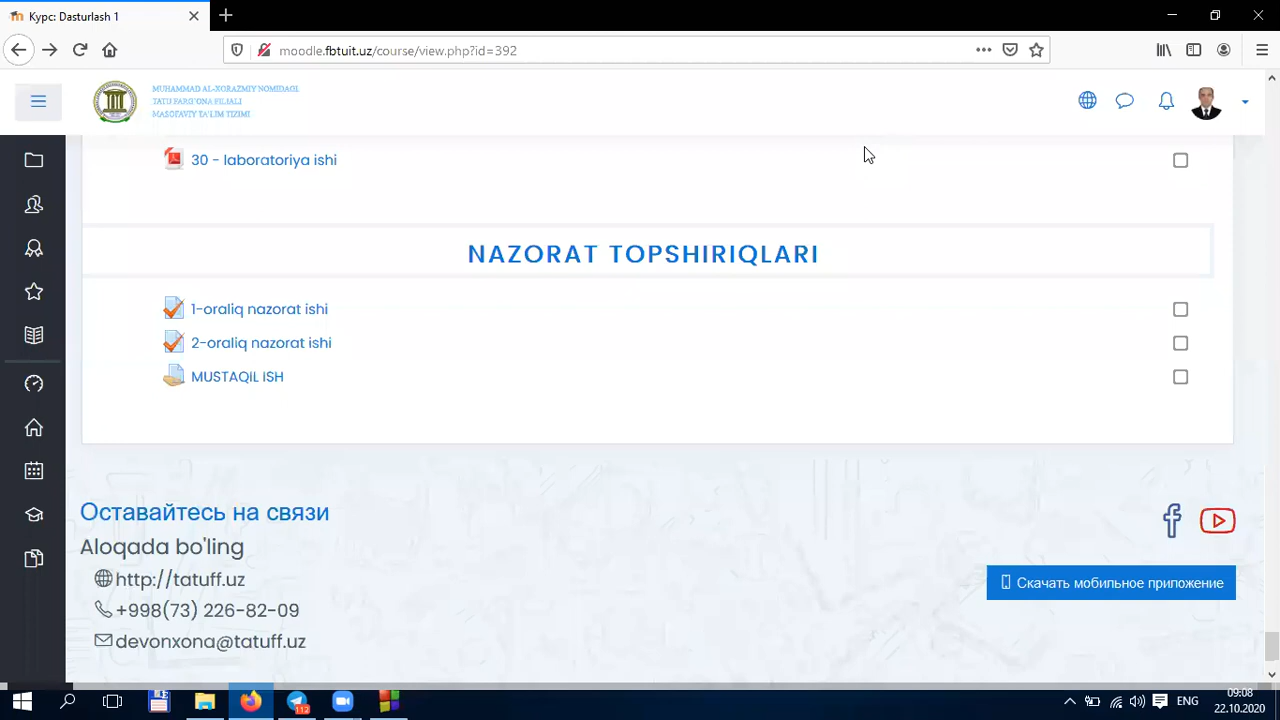 Курс: Dasturlash 1
moodle.fbtuit.uz/course/view.php?id=392
MUHAMMAD AL-XORAZMIY NOMIDAGI
TATU FARG'ONA FILIALI
MASOFAVIY TA'LIM TIZIMI
30 - laboratoriya ishi
NAZORAT TOPSHIRIQLARI
1-oraliq nazorat ishi
2-oraliq nazorat ishi
MUSTAQIL ISH
Оставайтесь на связи
Aloqada bo'ling
http://tatuff.uz
+998(73) 226-82-09
devonxona@tatuff.uz
Скачать мобильное приложение
112
ENG
09:08
22.10.2020